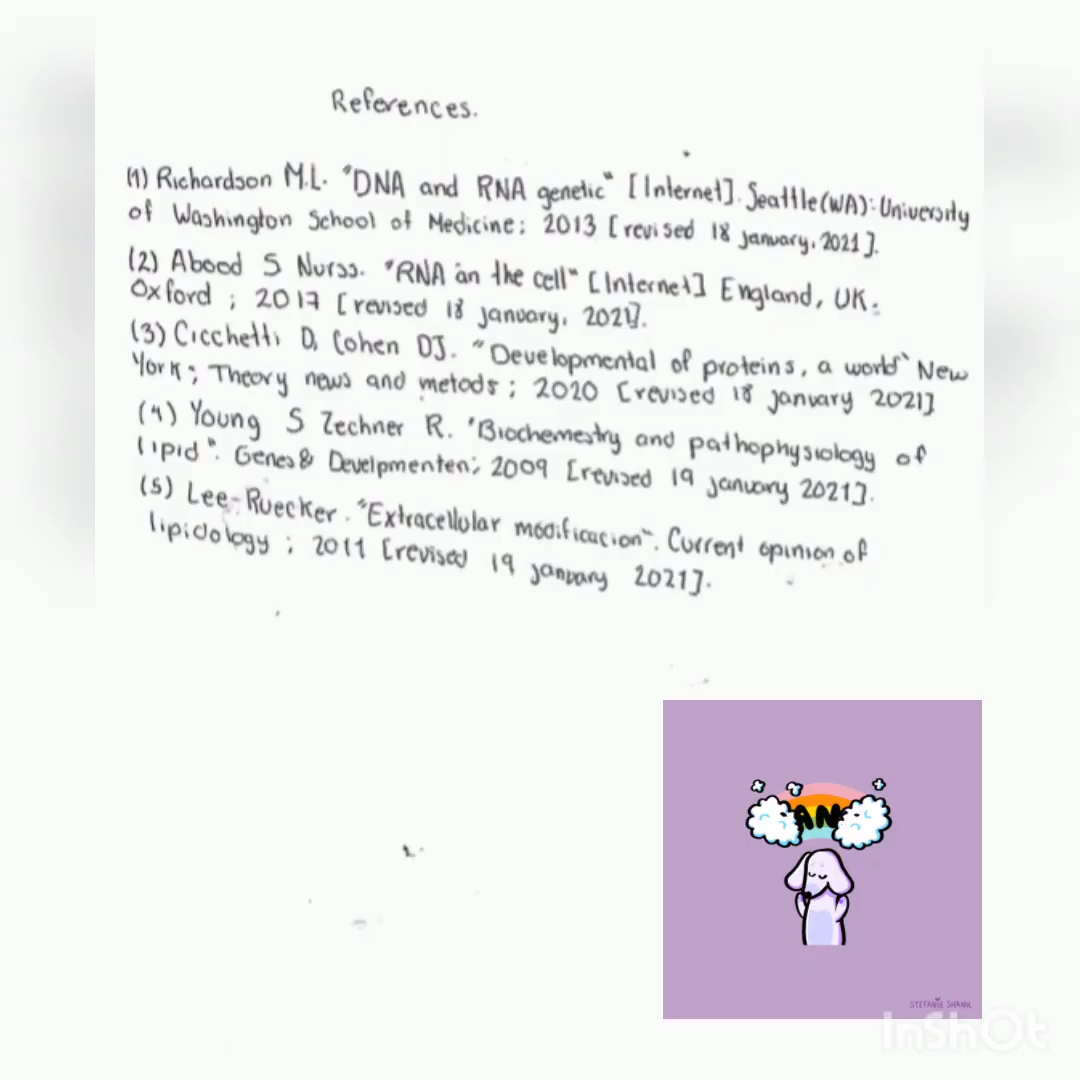 References.
(1) Richardson M.L. "DNA and RNA genetic" [Internet]. Seattle(WA): University
of Washington School of Medicine; 2013 [revised 18 january, 2021].
(2) Abood S Nurss. "RNA an the cell" [Internet] England, UK:
Oxford ; 2017 [revised 18 january, 2021].
(3) Cicchetti D, Cohen DJ. "Developmental of proteins, a world" New
York; Theory news and metods; 2020 [revised 18 january 2021]
(4) Young S Zechner R. "Biochemestry and pathophysiology of
lipid". Genes & Develpmenten; 2009 [revised 19 january 2021].
(5) Lee-Ruecker. "Extracellular modificacion". Current opinion of
lipidology ; 2011 [revised 19 january 2021].
AN
STEFANIE SHANK
InShOt